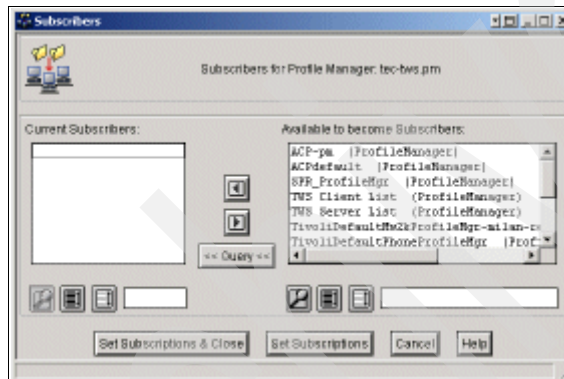 Subscribers
Subscribers for Profile Manager: tec-tws.pm
Current Subscribers:
Available to become Subscribers:
ACP-pm (ProfileManager)
ACPdefault (ProfileManager)
SPR_ProfileMgr (ProfileManager)
TWS Client List (ProfileManager)
TWS Server List (ProfileManager)
TivoliDefaultMw2kProfileMgr-milan-re
TivoliDefaultPhoneProfileMgr (Prof
<< Query <<
Set Subscriptions & Close
Set Subscriptions
Cancel
Help